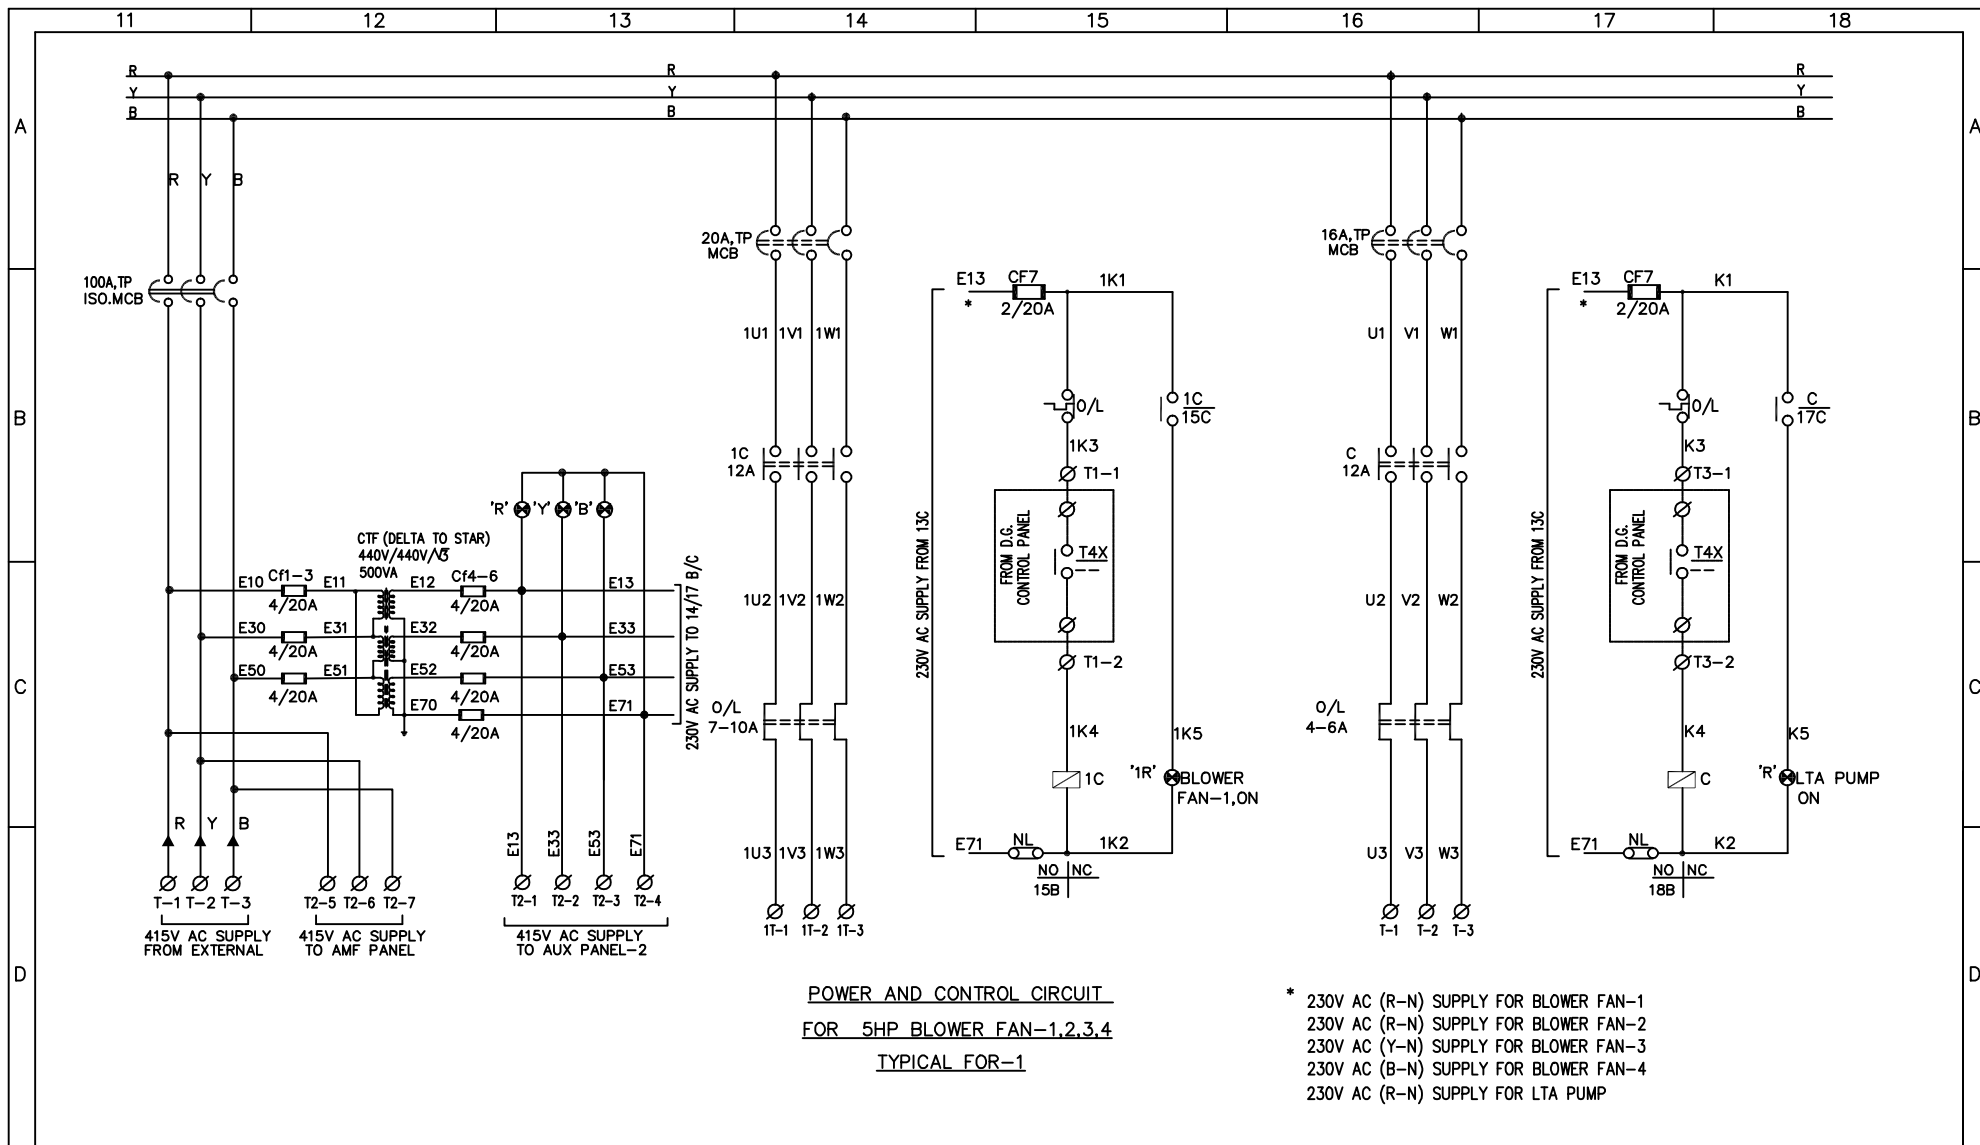 11 12 13 14 15 16 17 18
A A
B B
C C
D D
R R R
Y Y Y
B B B
R Y B
100A,TP
ISO.MCB
E10 Cf1-3 E11
4/20A
E30 E31
4/20A
E50 E51
4/20A
CTF (DELTA TO STAR)
440V/440V/√3
500VA
E12 Cf4-6 E13
4/20A
E32 E33
4/20A
E52 E53
4/20A
E70 E71
4/20A
'R' 'Y' 'B'
230V AC SUPPLY TO 14/17 B/C
R Y B
T-1 T-2 T-3
415V AC SUPPLY
FROM EXTERNAL
T2-5 T2-6 T2-7
415V AC SUPPLY
TO AMF PANEL
E13 E33 E53 E71
T2-1 T2-2 T2-3 T2-4
415V AC SUPPLY
TO AUX PANEL-2
20A,TP
MCB
1U1 1V1 1W1
1C
12A
1U2 1V2 1W2
O/L
7-10A
1U3 1V3 1W3
1T-1 1T-2 1T-3
230V AC SUPPLY FROM 13C
E13 CF7 1K1
* 2/20A
O/L
1C
15C
1K3
T1-1
FROM D.G.
CONTROL PANEL
T4X
T1-2
1K4 1K5
1C
'1R' BLOWER
FAN-1,ON
E71 NL 1K2
NO NC
15B
16A,TP
MCB
U1 V1 W1
C
12A
U2 V2 W2
O/L
4-6A
U3 V3 W3
T-1 T-2 T-3
230V AC SUPPLY FROM 13C
E13 CF7 K1
* 2/20A
O/L
C
17C
K3
T3-1
FROM D.G.
CONTROL PANEL
T4X
T3-2
K4 K5
C
'R' LTA PUMP
ON
E71 NL K2
NO NC
18B
POWER AND CONTROL CIRCUIT
FOR 5HP BLOWER FAN-1,2,3,4
TYPICAL FOR-1
* 230V AC (R-N) SUPPLY FOR BLOWER FAN-1
230V AC (R-N) SUPPLY FOR BLOWER FAN-2
230V AC (Y-N) SUPPLY FOR BLOWER FAN-3
230V AC (B-N) SUPPLY FOR BLOWER FAN-4
230V AC (R-N) SUPPLY FOR LTA PUMP